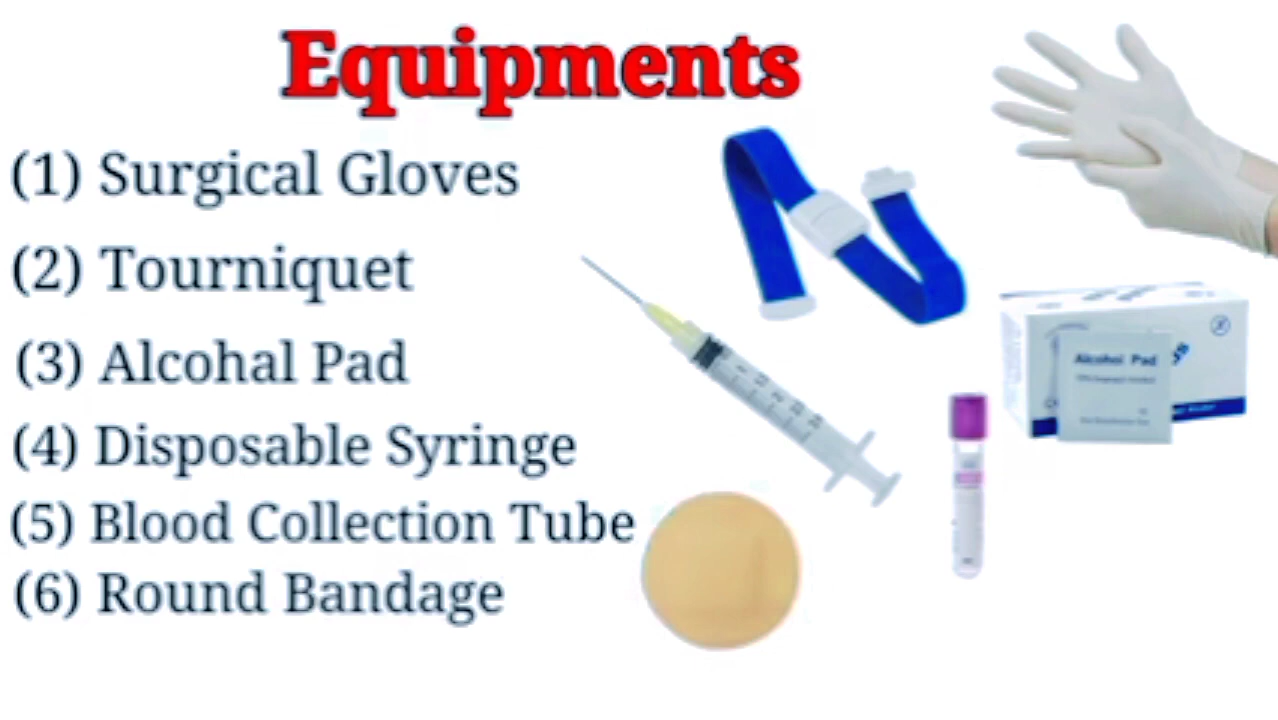 Equipments
(1) Surgical Gloves
(2) Tourniquet
(3) Alcohal Pad
(4) Disposable Syringe
(5) Blood Collection Tube
(6) Round Bandage
Alcohol Pad